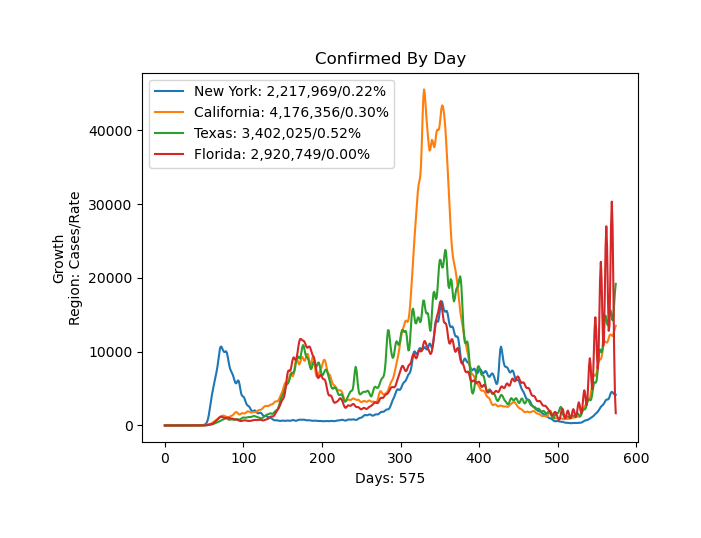 Confirmed By Day
New York: 2,217,969/0.22%
California: 4,176,356/0.30%
Texas: 3,402,025/0.52%
Florida: 2,920,749/0.00%
Growth
Region: Cases/Rate
40000
30000
20000
10000
0
0 100 200 300 400 500 600
Days: 575